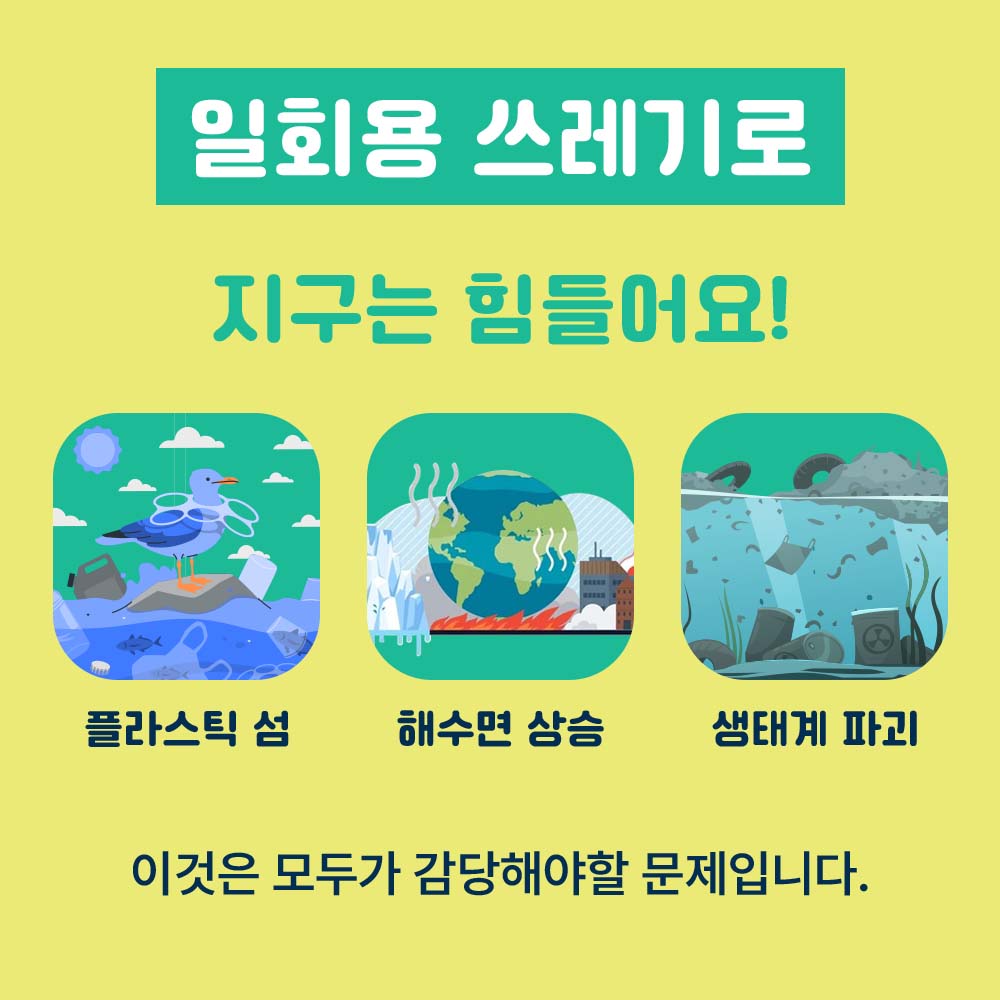 일회용 쓰레기로
지구는 힘들어요!
플라스틱 섬
해수면 상승
생태계 파괴
이것은 모두가 감당해야할 문제입니다.